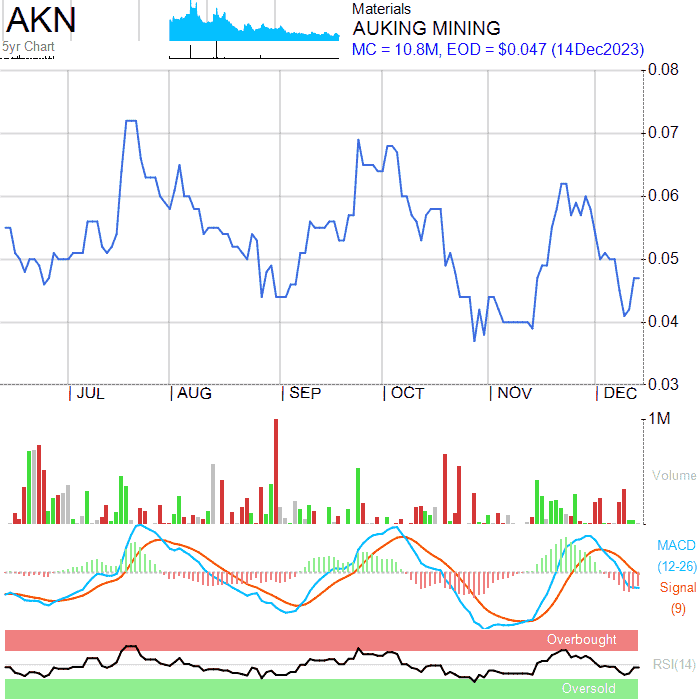 AKN
5yr Chart
Materials
AUKING MINING
MC = 10.8M, EOD = $0.047 (14Dec2023)
0.08
0.07
0.06
0.05
0.04
0.03
JUL AUG SEP OCT NOV DEC
1M
Volume
MACD
(12-26)
Signal
(9)
Overbought
RSI(14)
Oversold